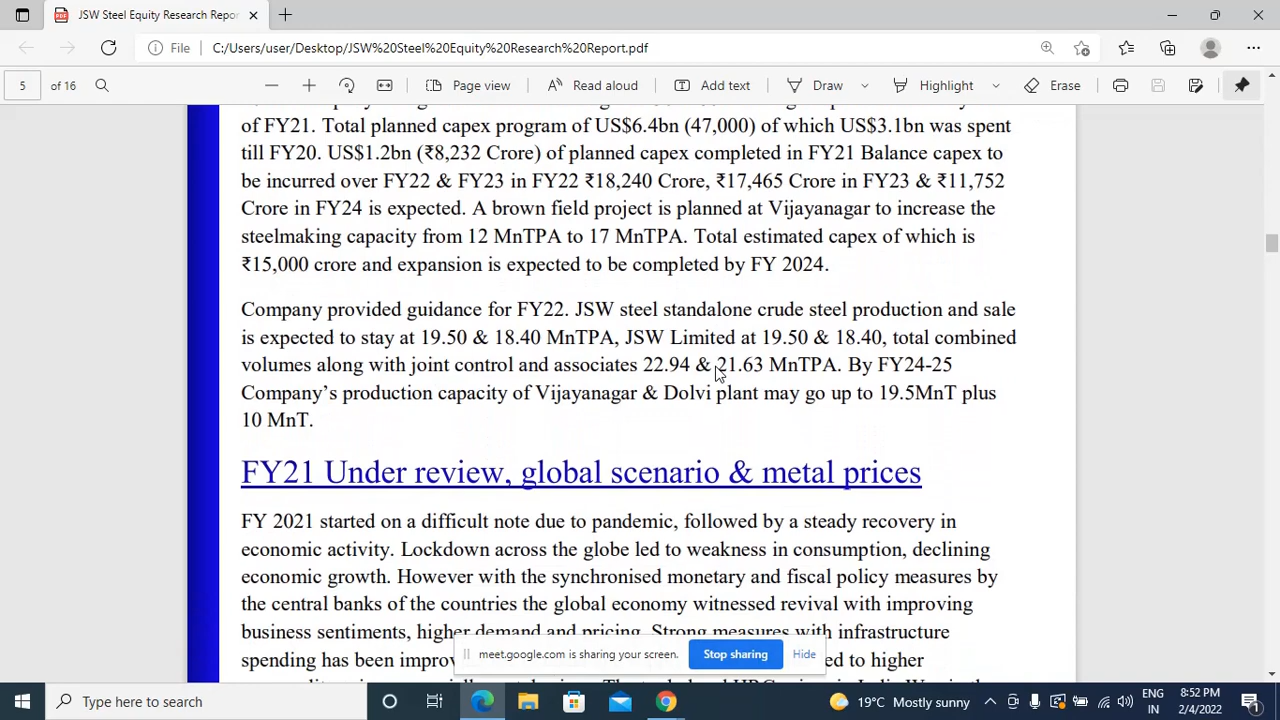 JSW Steel Equity Research Repor
File
C:/Users/user/Desktop/JSW%20Steel%20Equity%20Research%20Report.pdf
5 of 16
Page view
Read aloud
Add text
Draw
Highlight
Erase
of FY21. Total planned capex program of US$6.4bn (47,000) of which US$3.1bn was spent
till FY20. US$1.2bn (₹8,232 Crore) of planned capex completed in FY21 Balance capex to
be incurred over FY22 & FY23 in FY22 ₹18,240 Crore, ₹17,465 Crore in FY23 & ₹11,752
Crore in FY24 is expected. A brown field project is planned at Vijayanagar to increase the
steelmaking capacity from 12 MnTPA to 17 MnTPA. Total estimated capex of which is
₹15,000 crore and expansion is expected to be completed by FY 2024.
Company provided guidance for FY22. JSW steel standalone crude steel production and sale
is expected to stay at 19.50 & 18.40 MnTPA, JSW Limited at 19.50 & 18.40, total combined
volumes along with joint control and associates 22.94 & 21.63 MnTPA. By FY24-25
Company's production capacity of Vijayanagar & Dolvi plant may go up to 19.5MnT plus
10 MnT.
FY21 Under review, global scenario & metal prices
FY 2021 started on a difficult note due to pandemic, followed by a steady recovery in
economic activity. Lockdown across the globe led to weakness in consumption, declining
economic growth. However with the synchronised monetary and fiscal policy measures by
the central banks of the countries the global economy witnessed revival with improving
business sentiments, higher demand and pricing. Strong measures with infrastructure
spending has been improv ed to higher
meet.google.com is sharing your screen.
Stop sharing
Hide
Type here to search
19°C Mostly sunny
ENG
IN
8:52 PM
2/4/2022
1